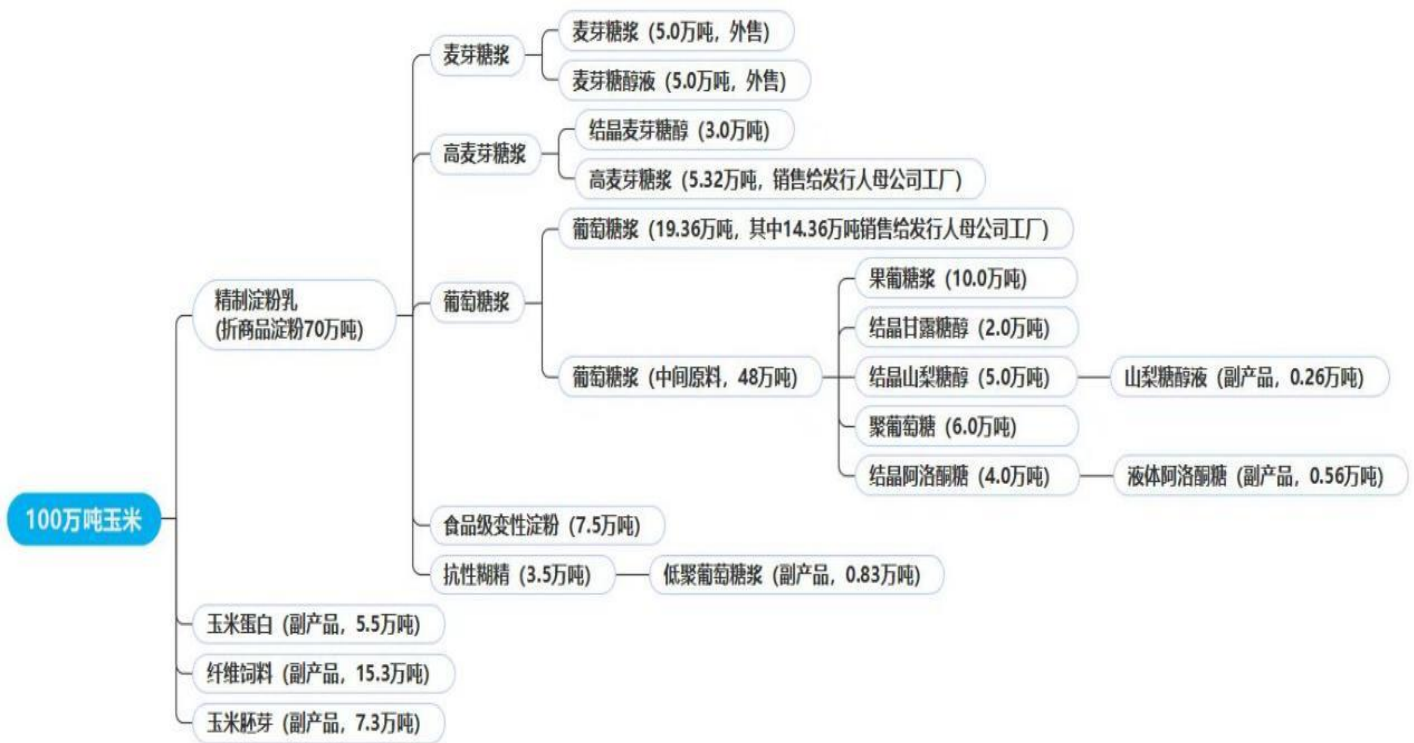 麦芽糖浆
麦芽糖浆 (5.0万吨, 外售)
麦芽糖醇液 (5.0万吨, 外售)
高麦芽糖浆
结晶麦芽糖醇 (3.0万吨)
高麦芽糖浆 (5.32万吨, 销售给发行人母公司工厂)
精制淀粉乳
(折商品淀粉70万吨)
葡萄糖浆
葡萄糖浆 (19.36万吨, 其中14.36万吨销售给发行人母公司工厂)
葡萄糖浆 (中间原料, 48万吨)
果葡糖浆 (10.0万吨)
结晶甘露糖醇 (2.0万吨)
结晶山梨糖醇 (5.0万吨)
山梨糖醇液 (副产品, 0.26万吨)
聚葡萄糖 (6.0万吨)
结晶阿洛酮糖 (4.0万吨)
液体阿洛酮糖 (副产品, 0.56万吨)
100万吨玉米
食品级变性淀粉 (7.5万吨)
抗性糊精 (3.5万吨)
低聚葡萄糖浆 (副产品, 0.83万吨)
玉米蛋白 (副产品, 5.5万吨)
纤维饲料 (副产品, 15.3万吨)
玉米胚芽 (副产品, 7.3万吨)